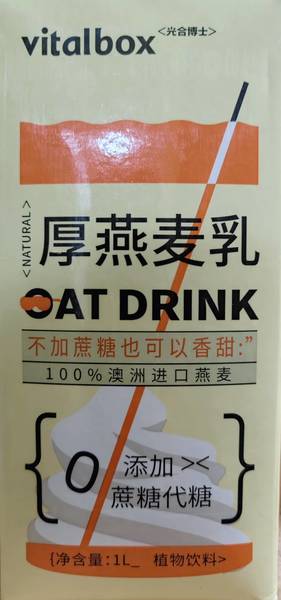 vitalbox <光合博士>
<NATURAL>
厚燕麦乳
OAT DRINK
不加蔗糖也可以香甜:"
100%澳洲进口燕麦
{0 添加 ><
蔗糖代糖}
{净含量:1L_ 植物饮料>